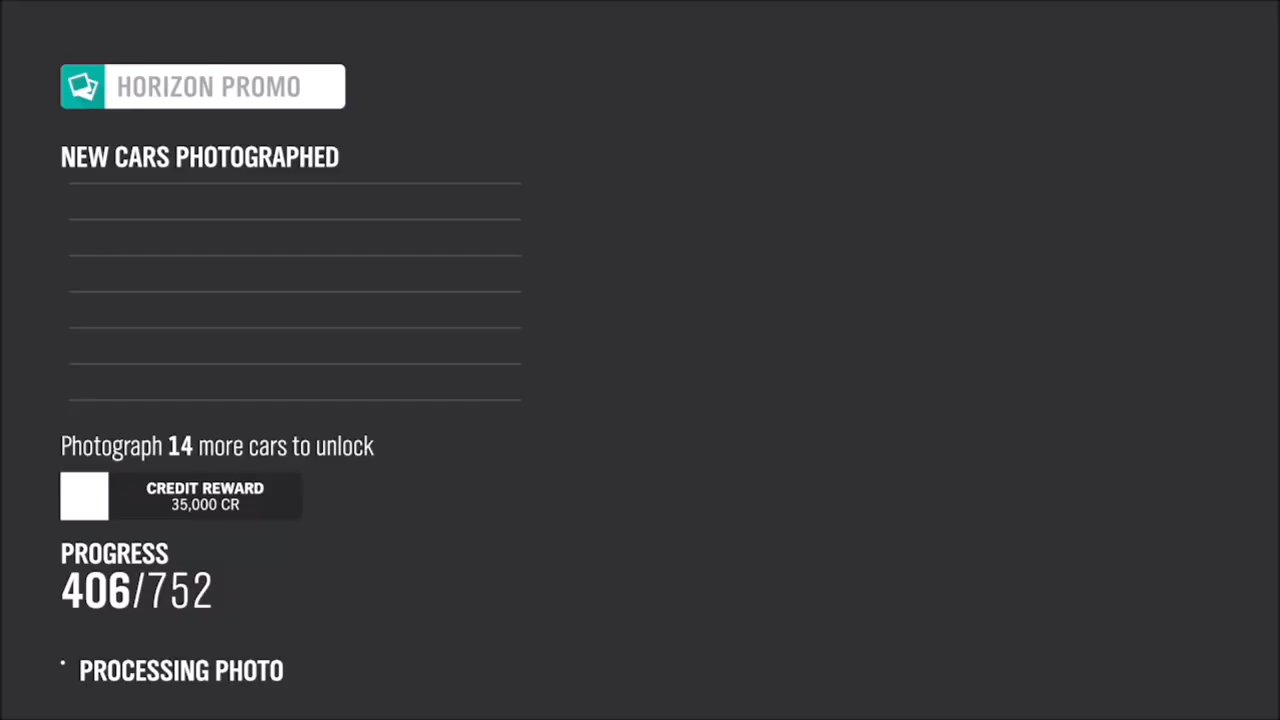 HORIZON PROMO
NEW CARS PHOTOGRAPHED
Photograph 14 more cars to unlock
CREDIT REWARD
35,000 CR
PROGRESS
406/752
PROCESSING PHOTO